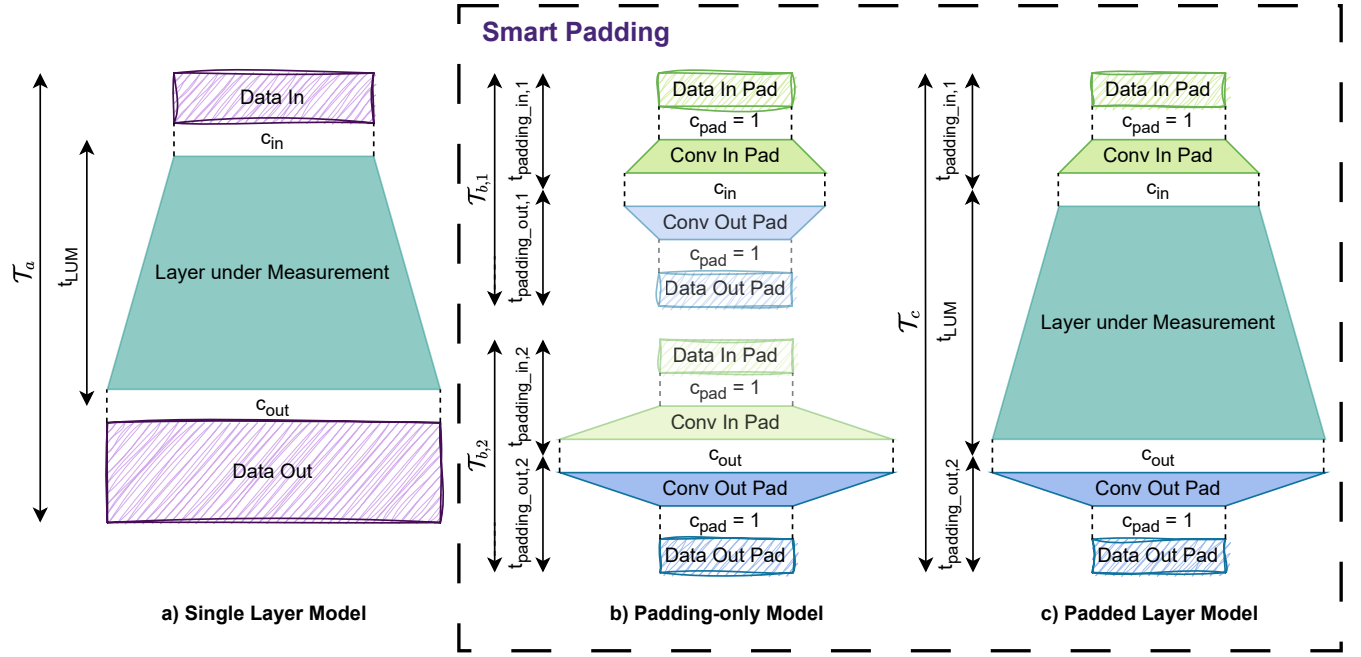 Smart Padding
Data In
c_in
Layer under Measurement
c_out
Data Out
𝒯_a
t_LUM
a) Single Layer Model
Data In Pad
c_pad = 1
Conv In Pad
c_in
Conv Out Pad
c_pad = 1
Data Out Pad
𝒯_b,1
t_padding_in,1
t_padding_out,1
Data In Pad
c_pad = 1
Conv In Pad
c_out
Conv Out Pad
c_pad = 1
Data Out Pad
𝒯_b,2
t_padding_in,2
t_padding_out,2
b) Padding-only Model
Data In Pad
c_pad = 1
Conv In Pad
c_in
Layer under Measurement
c_out
Conv Out Pad
c_pad = 1
Data Out Pad
𝒯_c
t_padding_in,1
t_LUM
t_padding_out,2
c) Padded Layer Model